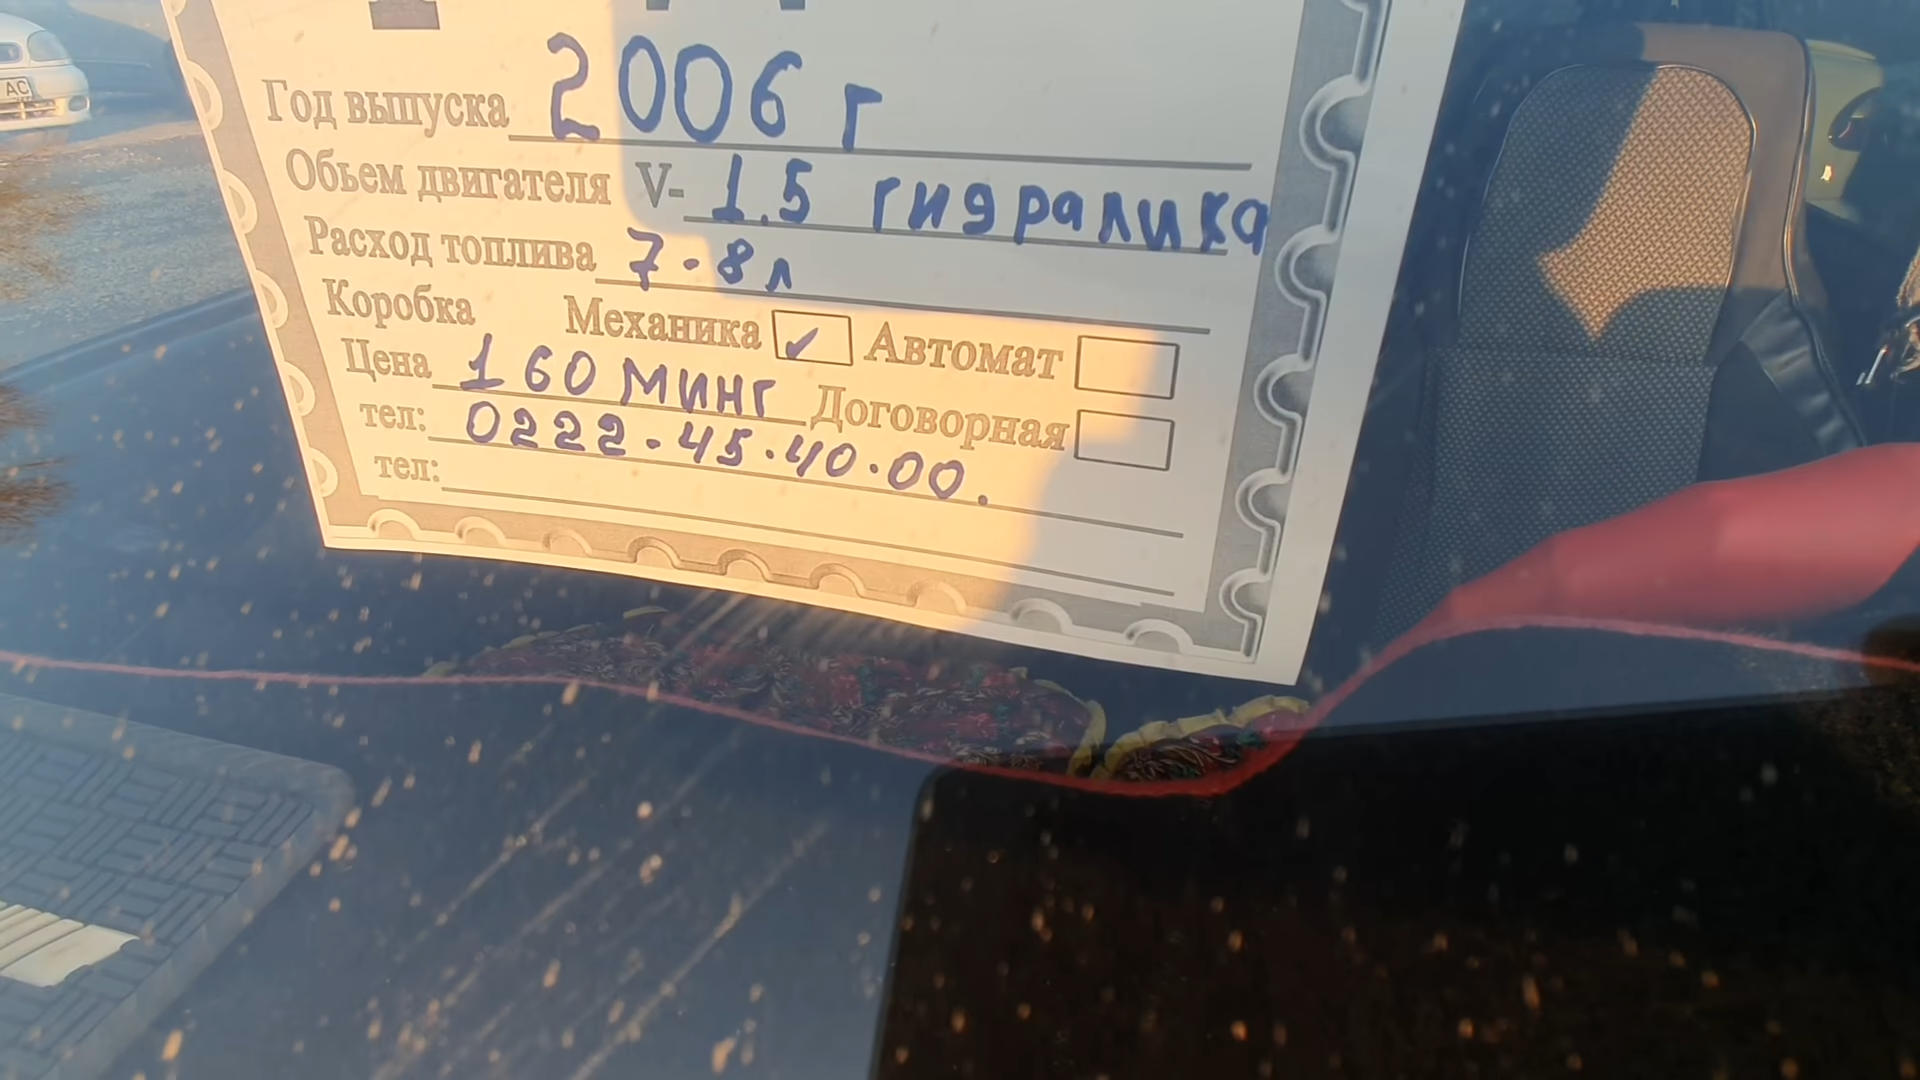 AC
Год выпуска 2006 г
Обьем двигателя V- 1.5 гидралика
Расход топлива 7-8 л
Коробка Механика ✓ Автомат
Цена 160 минг Договорная
тел: 0222-45.40.00.
тел: